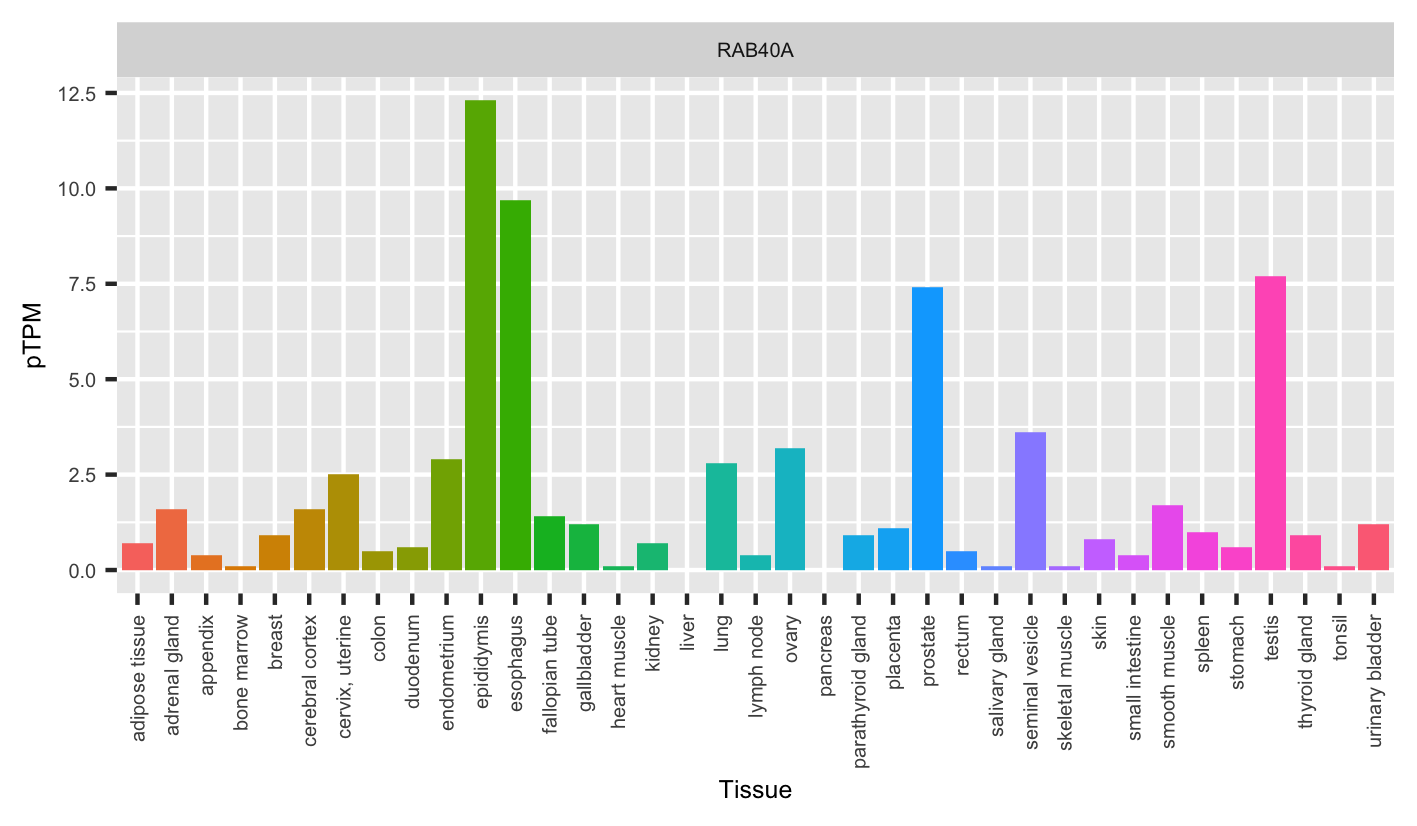 RAB40A
12.5
10.0
7.5
5.0
2.5
0.0
pTPM
adipose tissue
adrenal gland
appendix
bone marrow
breast
cerebral cortex
cervix, uterine
colon
duodenum
endometrium
epididymis
esophagus
fallopian tube
gallbladder
heart muscle
kidney
liver
lung
lymph node
ovary
pancreas
parathyroid gland
placenta
prostate
rectum
salivary gland
seminal vesicle
skeletal muscle
skin
small intestine
smooth muscle
spleen
stomach
testis
thyroid gland
tonsil
urinary bladder
Tissue